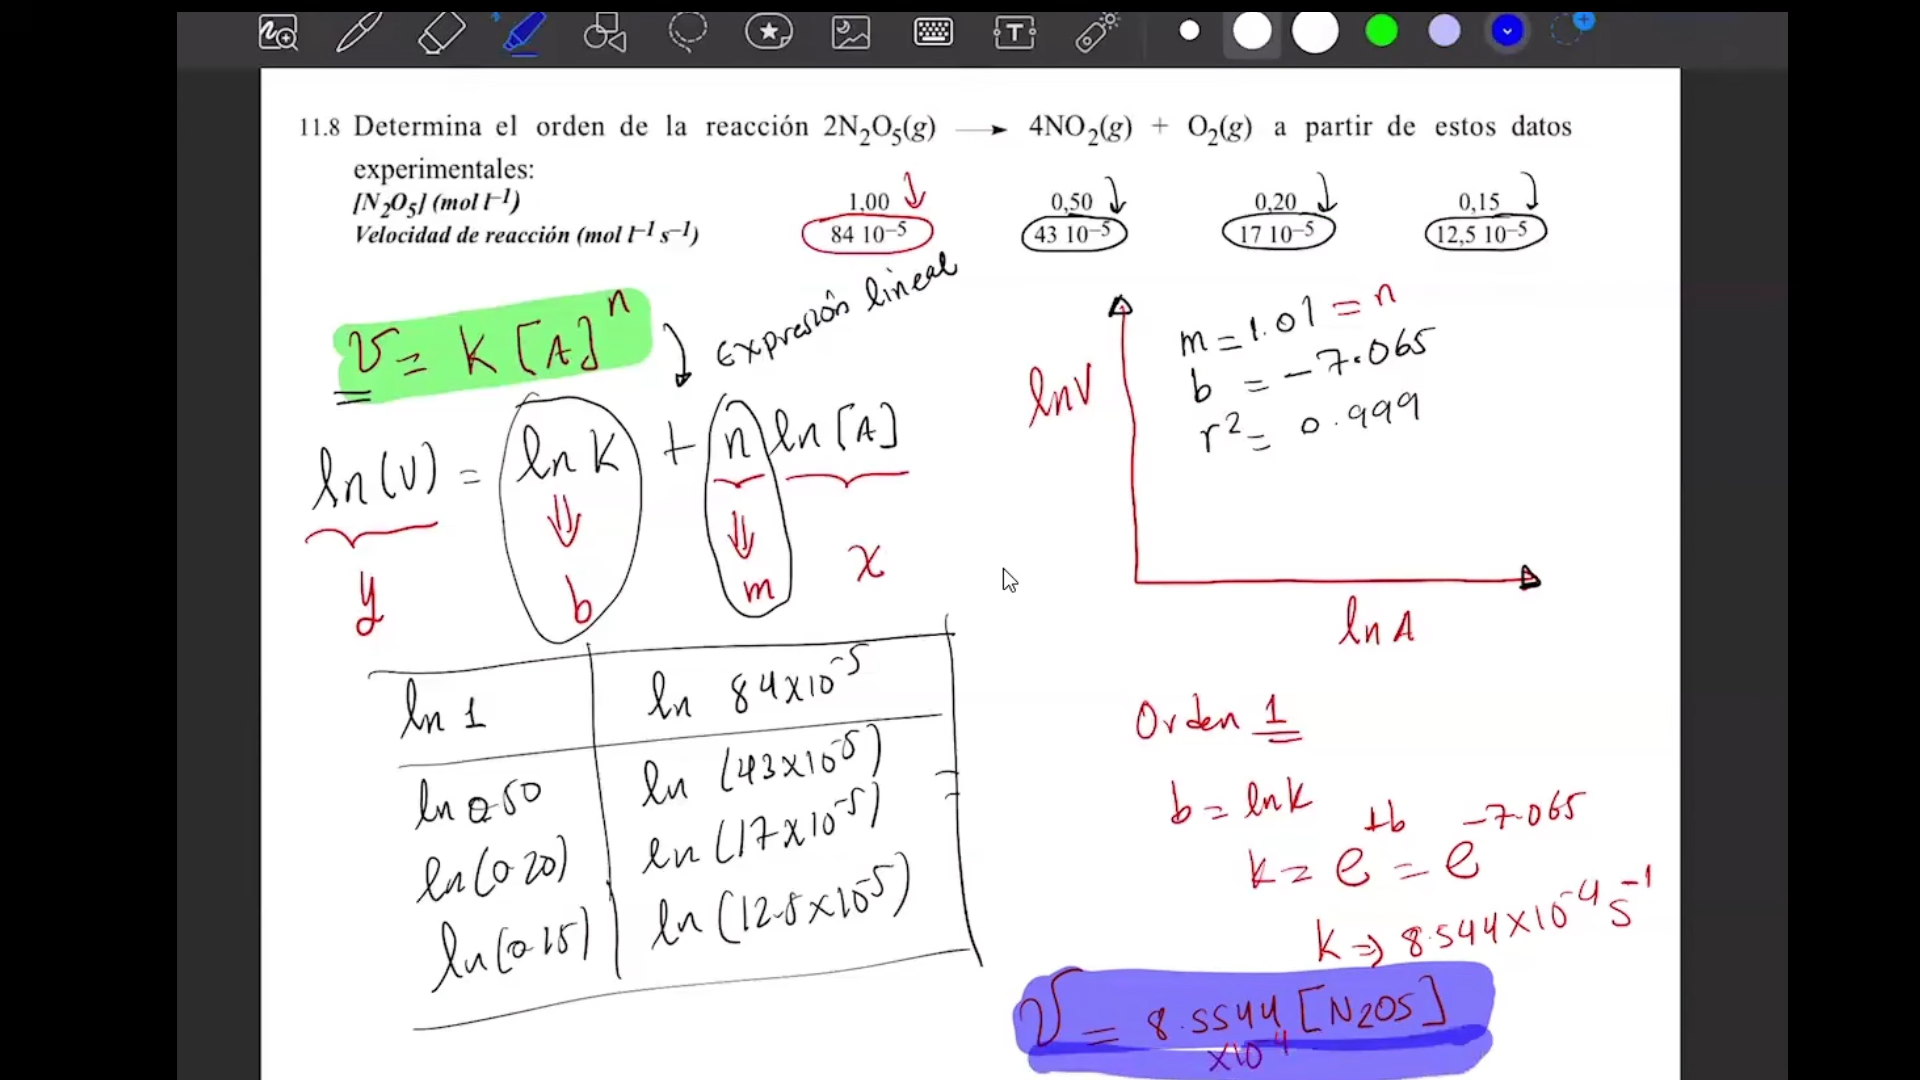 11.8 Determina el orden de la reacción 2N₂O₅(g) ⟶ 4NO₂(g) + O₂(g) a partir de estos datos
experimentales:
[N₂O₅] (mol l⁻¹) 1,00 0,50 0,20 0,15
Velocidad de reacción (mol l⁻¹ s⁻¹) 84 10⁻⁵ 43 10⁻⁵ 17 10⁻⁵ 12,5 10⁻⁵
v = K [A]ⁿ
Expresión lineal
ln(V) = ln K + n ln [A]
y b m x
ln 1 ln 84x10⁻⁵
ln 0.50 ln (43x10⁻⁵)
ln(0.20) ln (17x10⁻⁵)
ln(0.15) ln (12.5x10⁻⁵)
m = 1.01 = n
b = -7.065
r² = 0.999
lnV
ln A
Orden 1
b = lnK
k = e⁺ᵇ = e⁻⁷·⁰⁶⁵
K ⇒ 8.544x10⁻⁴ s⁻¹
V = 8.5544 [N2O5]
x10⁻⁴
T